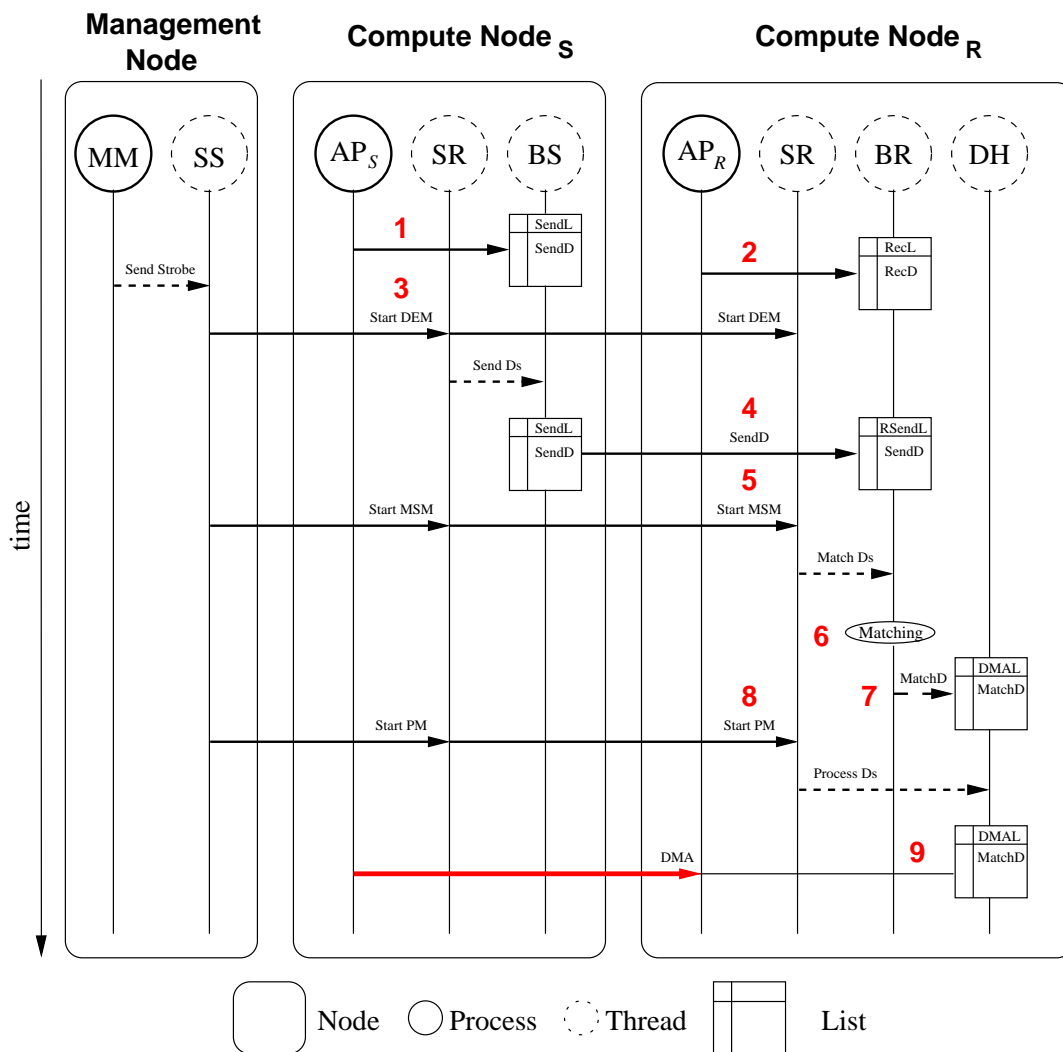 Management Node
Compute Node S
Compute Node R
MM
SS
AP S
SR
BS
AP R
SR
BR
DH
1
SendL
SendD
2
RecL
RecD
Send Strobe
3
Start DEM
Start DEM
Send Ds
4
SendL
SendD
SendD
RSendL
SendD
5
Start MSM
Start MSM
Match Ds
6
Matching
7
MatchD
DMAL
MatchD
8
Start PM
Start PM
Process Ds
9
DMA
DMAL
MatchD
time
Node
Process
Thread
List